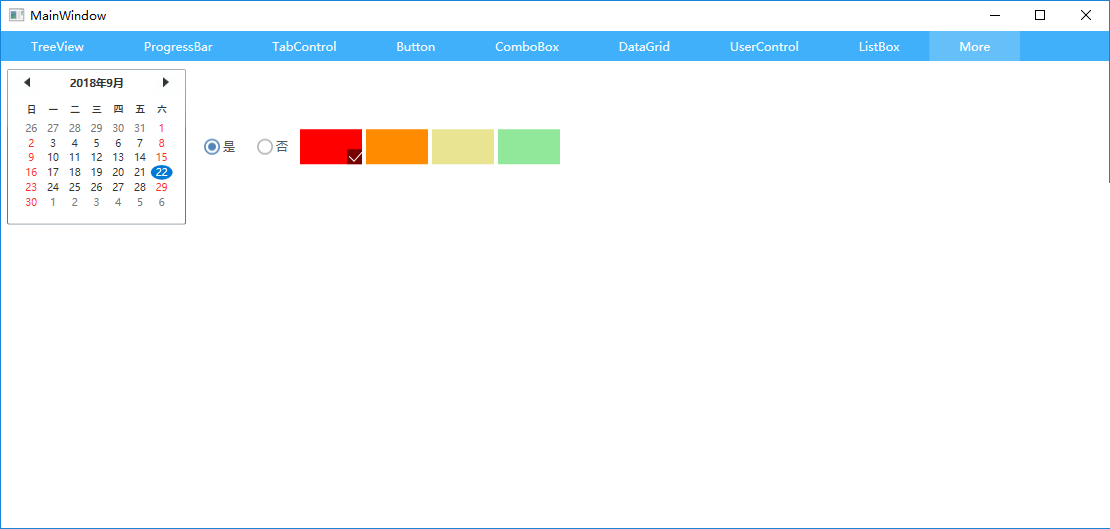 MainWindow
TreeView ProgressBar TabControl Button ComboBox DataGrid UserControl ListBox More
2018年9月
日 一 二 三 四 五 六
26 27 28 29 30 31 1
2 3 4 5 6 7 8
9 10 11 12 13 14 15
16 17 18 19 20 21 22
23 24 25 26 27 28 29
30 1 2 3 4 5 6
是 否